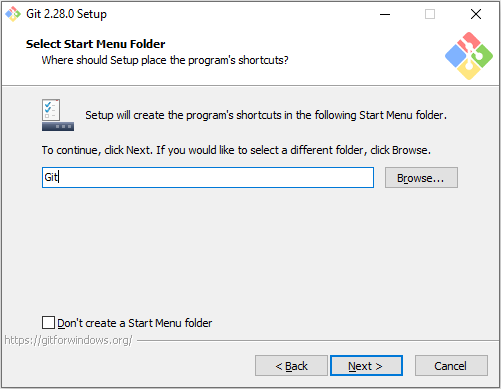 Git 2.28.0 Setup
Select Start Menu Folder
Where should Setup place the program's shortcuts?
Setup will create the program's shortcuts in the following Start Menu folder.
To continue, click Next. If you would like to select a different folder, click Browse.
Git
Browse...
Don't create a Start Menu folder
https://gitforwindows.org/
< Back
Next >
Cancel